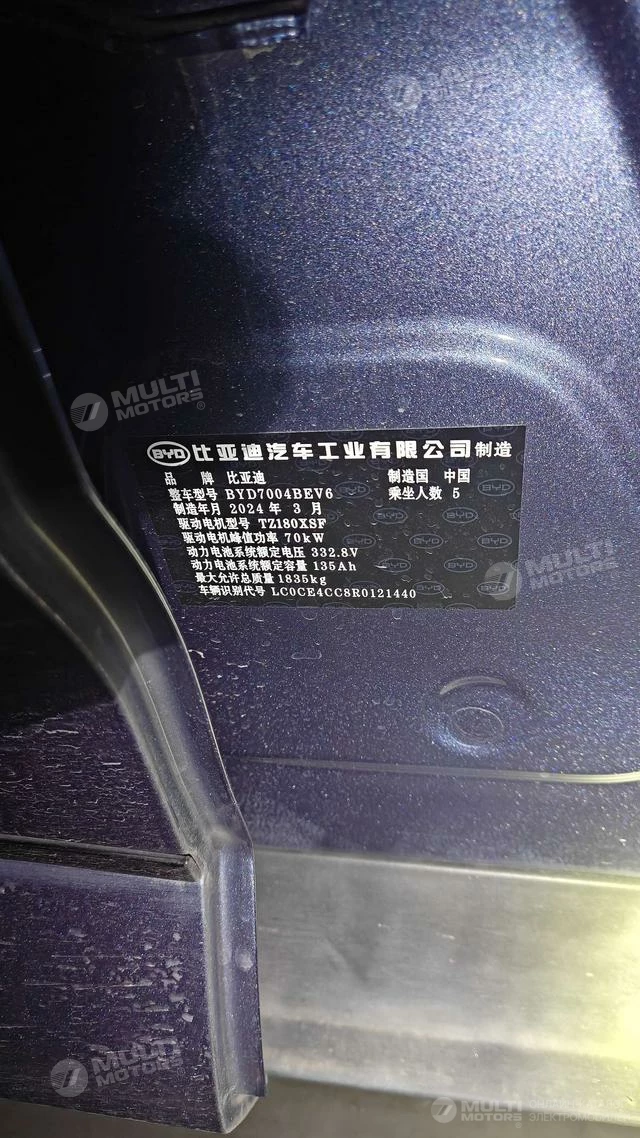 MULTI
MOTORS®
BYD 比亚迪汽车工业有限公司制造
品 牌 比亚迪 制造国 中国
整车型号 BYD7004BEV6 乘坐人数 5
制造年月 2024 年 3 月
驱动电机型号 TZ180XSF
驱动电机峰值功率 70kW
动力电池系统额定电压 332.8V
动力电池系统额定容量 135Ah
最大允许总质量 1835kg
车辆识别代号 LC0CE4CC8R0121440
MULTI
MOTORS
MULTI
MOTORS
MULTI
MOTORS